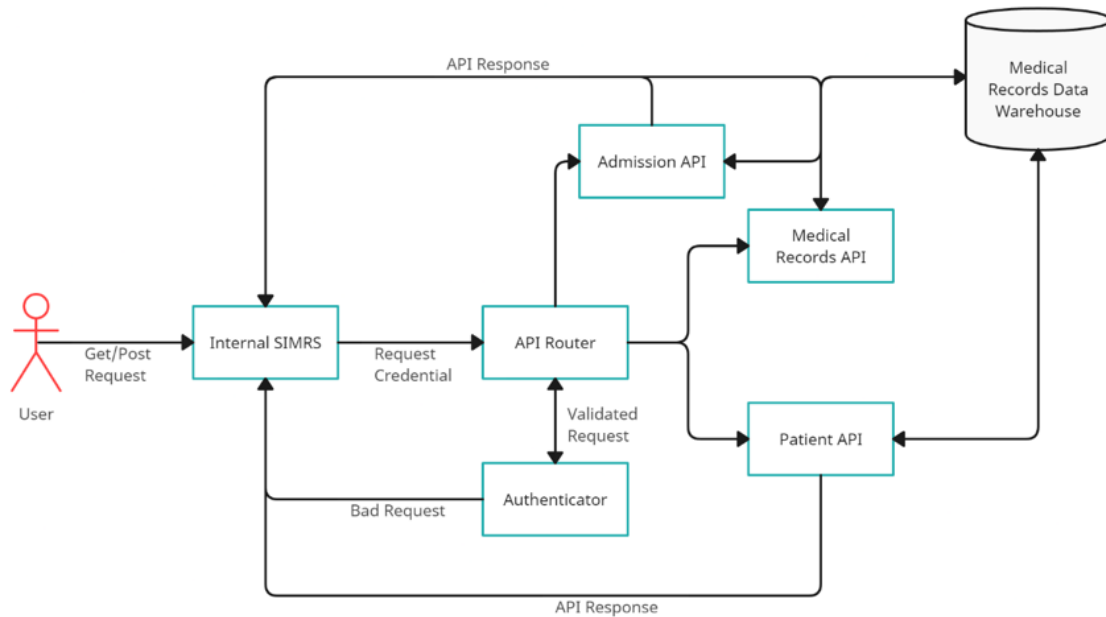 API Response
Medical
Records Data
Warehouse
Admission API
Medical
Records API
Internal SIMRS
API Router
Get/Post
Request
Request
Credential
User
Validated
Request
Patient API
Authenticator
Bad Request
API Response